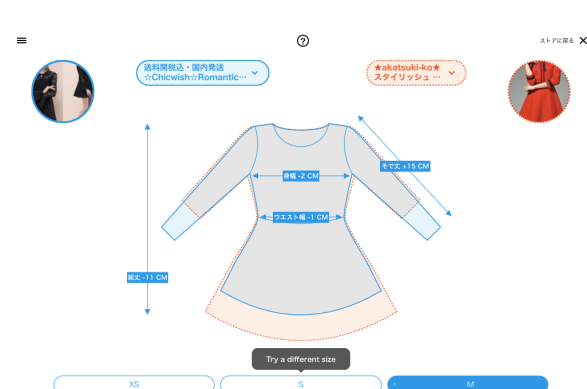 ストアに戻る ×
送料関税込・国内発送
☆Chicwish☆Romantic…
★akatsuki-ko★
スタイリッシュ …
そで丈 +15 CM
身幅 -2 CM
ウエスト幅 -1 CM
総丈 -11 CM
Try a different size
XS
S
M